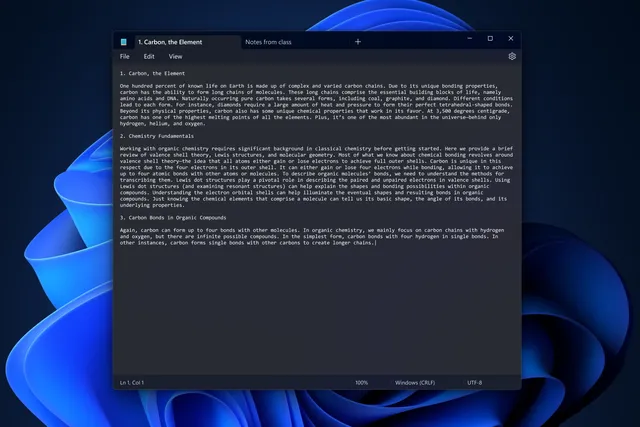 1. Carbon, the Element
Notes from class
File Edit View
1. Carbon, the Element
One hundred percent of known life on Earth is made up of complex and varied carbon chains. Due to its unique bonding properties,
carbon has the ability to form long chains of molecules. These long chains comprise the essential building blocks of life, namely
amino acids and DNA. Naturally occurring pure carbon takes several forms, including coal, graphite, and diamond. Different conditions
lead to each form. For instance, diamonds require a large amount of heat and pressure to form their perfect tetrahedral-shaped bonds.
Beyond its physical properties, carbon also has some unique chemical properties that work in its favor. At 3,500 degrees centigrade,
carbon has one of the highest melting points of all the elements. Plus, it's one of the most abundant in the universe—behind only
hydrogen, helium, and oxygen.
2. Chemistry Fundamentals
Working with organic chemistry requires significant background in classical chemistry before getting started. Here we provide a brief
review of valence shell theory, Lewis structures, and molecular geometry. Most of what we know about chemical bonding revolves around
valence shell theory—the idea that all atoms either gain or lose electrons to achieve full outer shells. Carbon is unique in this
respect due to the four electrons in its outer shell. It can either gain or lose four electrons while bonding, allowing it to achieve
up to four atomic bonds with other atoms or molecules. To describe organic molecules' bonds, we need to understand the methods for
transcribing them. Lewis dot structures play a pivotal role in describing the paired and unpaired electrons in valence shells. Using
Lewis dot structures (and examining resonant structures) can help explain the shapes and bonding possibilities within organic
compounds. Understanding the electron orbital shells can help illuminate the eventual shapes and resulting bonds in organic
compounds. Just knowing the chemical elements that comprise a molecule can tell us its basic shape, the angle of its bonds, and its
underlying properties.
3. Carbon Bonds in Organic Compounds
Again, carbon can form up to four bonds with other molecules. In organic chemistry, we mainly focus on carbon chains with hydrogen
and oxygen, but there are infinite possible compounds. In the simplest form, carbon bonds with four hydrogen in single bonds. In
other instances, carbon forms single bonds with other carbons to create longer chains.
Ln 1, Col 1
100%
Windows (CRLF)
UTF-8